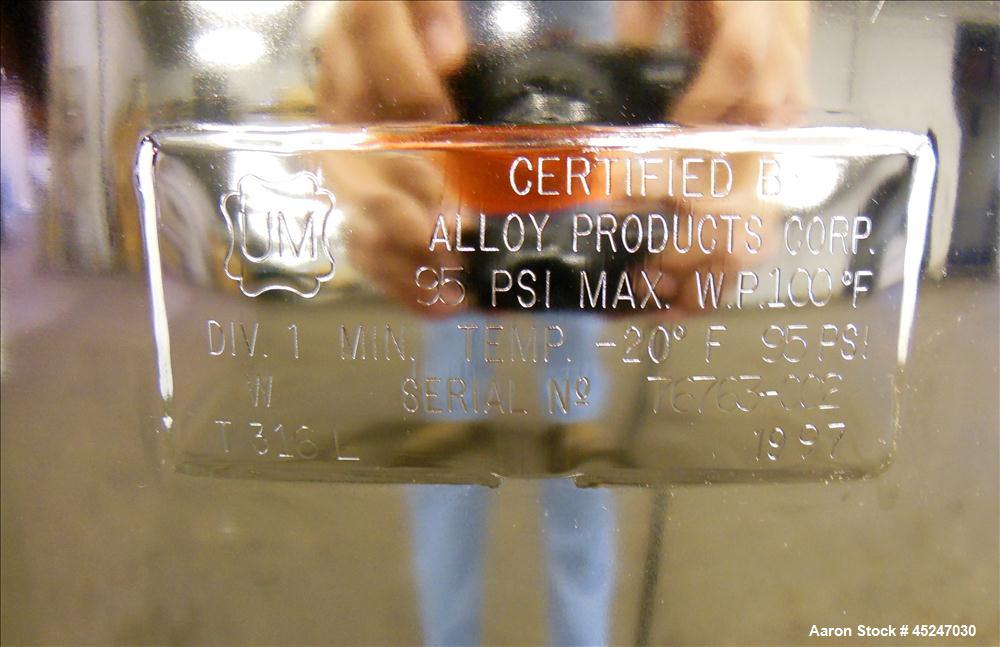 CERTIFIED B
UM
ALLOY PRODUCTS CORP.
95 PSI MAX. W.P. 100°F
DIV. 1 MIN. TEMP. -20° F 95 PSI
W SERIAL Nº 76763-002
T 316 L 1997
Aaron Stock # 45247030